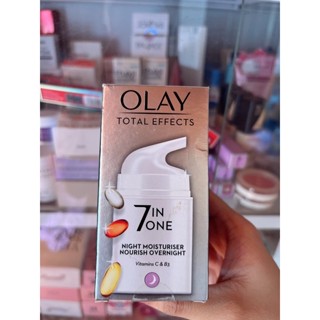 OLAY
TOTAL EFFECTS
7 IN ONE
NIGHT MOISTURISER
NOURISH OVERNIGHT
Vitamins C & B3